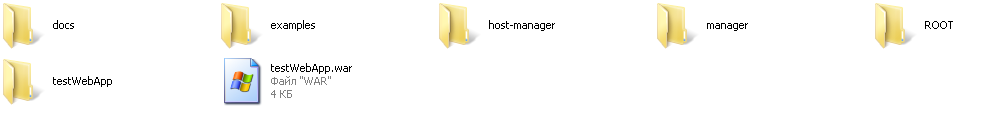 docs
examples
host-manager
manager
ROOT
testWebApp
testWebApp.war
Файл "WAR"
4 КБ